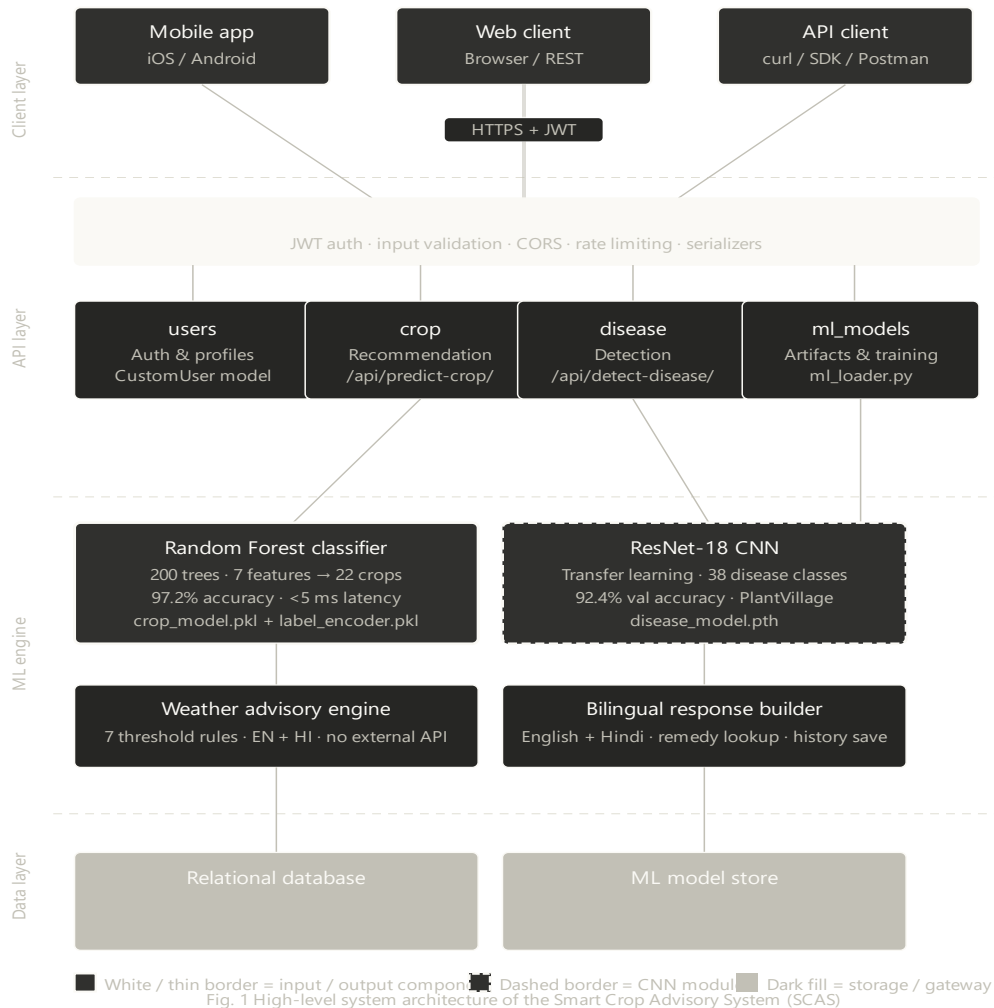 Mobile app
iOS / Android
Web client
Browser / REST
API client
curl / SDK / Postman
Client layer
HTTPS + JWT
JWT auth · input validation · CORS · rate limiting · serializers
API layer
users
Auth & profiles
CustomUser model
crop
Recommendation
/api/predict-crop/
disease
Detection
/api/detect-disease/
ml_models
Artifacts & training
ml_loader.py
ML engine
Random Forest classifier
200 trees · 7 features → 22 crops
97.2% accuracy · <5 ms latency
crop_model.pkl + label_encoder.pkl
ResNet-18 CNN
Transfer learning · 38 disease classes
92.4% val accuracy · PlantVillage
disease_model.pth
Weather advisory engine
7 threshold rules · EN + HI · no external API
Bilingual response builder
English + Hindi · remedy lookup · history save
Data layer
Relational database
ML model store
White / thin border = input / output compon
Dashed border = CNN modul
Dark fill = storage / gateway
Fig. 1 High-level system architecture of the Smart Crop Advisory System (SCAS)